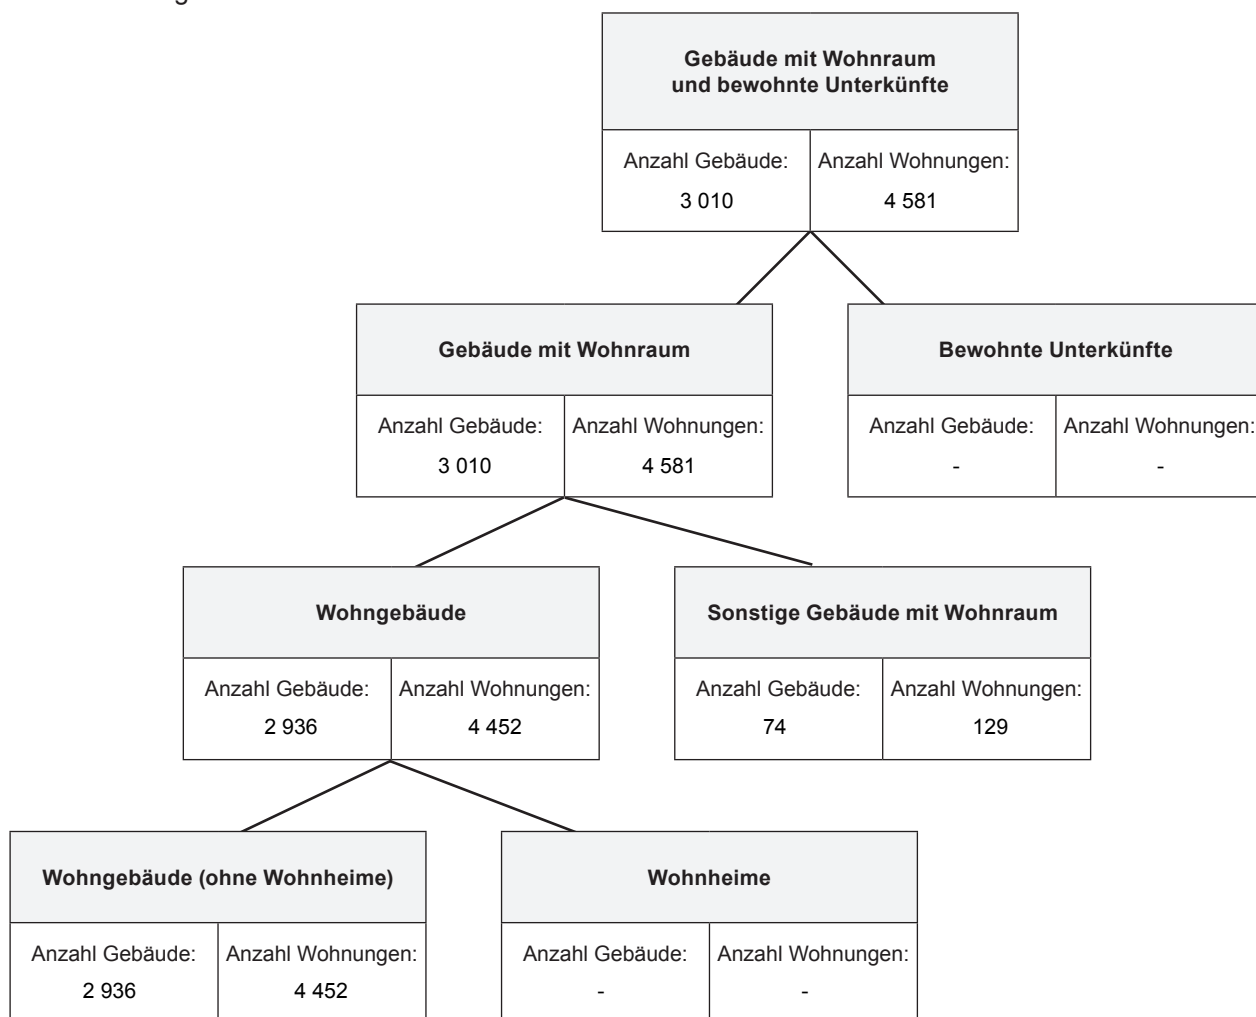 Gebäude mit Wohnraum
und bewohnte Unterkünfte
Anzahl Gebäude: Anzahl Wohnungen:
3 010 4 581
Gebäude mit Wohnraum Bewohnte Unterkünfte
Anzahl Gebäude: Anzahl Wohnungen: Anzahl Gebäude: Anzahl Wohnungen:
3 010 4 581 - -
Wohngebäude Sonstige Gebäude mit Wohnraum
Anzahl Gebäude: Anzahl Wohnungen: Anzahl Gebäude: Anzahl Wohnungen:
2 936 4 452 74 129
Wohngebäude (ohne Wohnheime) Wohnheime
Anzahl Gebäude: Anzahl Wohnungen: Anzahl Gebäude: Anzahl Wohnungen:
2 936 4 452 - -